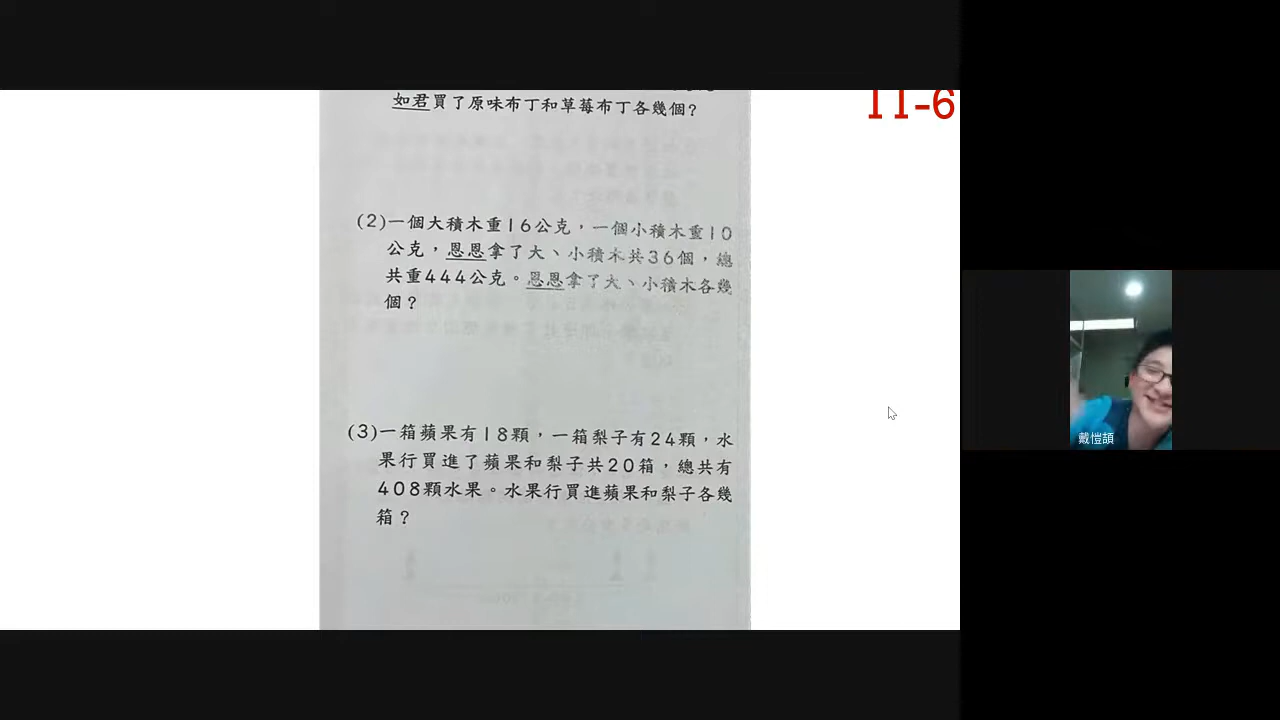 如君買了原味布丁和草莓布丁各幾個?
11-6
(2)一個大積木重16公克,一個小積木重10
公克,恩恩拿了大、小積木共36個,總
共重444公克。恩恩拿了大、小積木各幾
個?
(3)一箱蘋果有18顆,一箱梨子有24顆,水
果行買進了蘋果和梨子共20箱,總共有
408顆水果。水果行買進蘋果和梨子各幾
箱?
戴愷頡